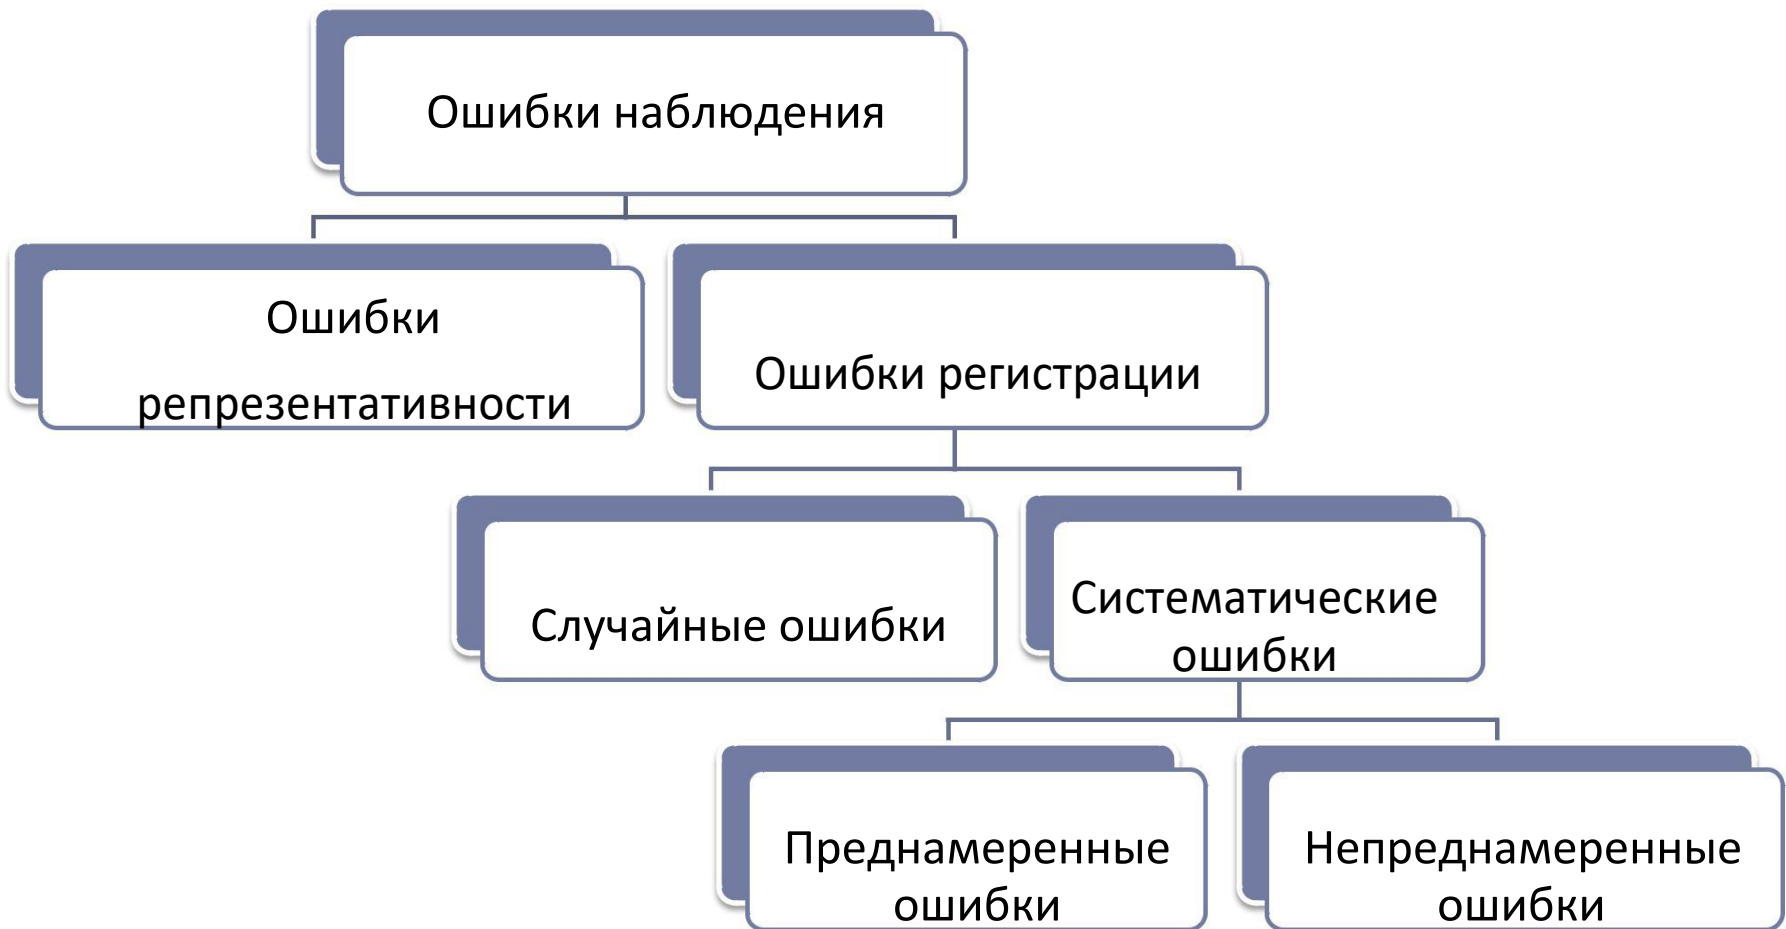 Ошибки наблюдения
Ошибки
репрезентативности
Ошибки регистрации
Случайные ошибки
Систематические
ошибки
Преднамеренные
ошибки
Непреднамеренные
ошибки